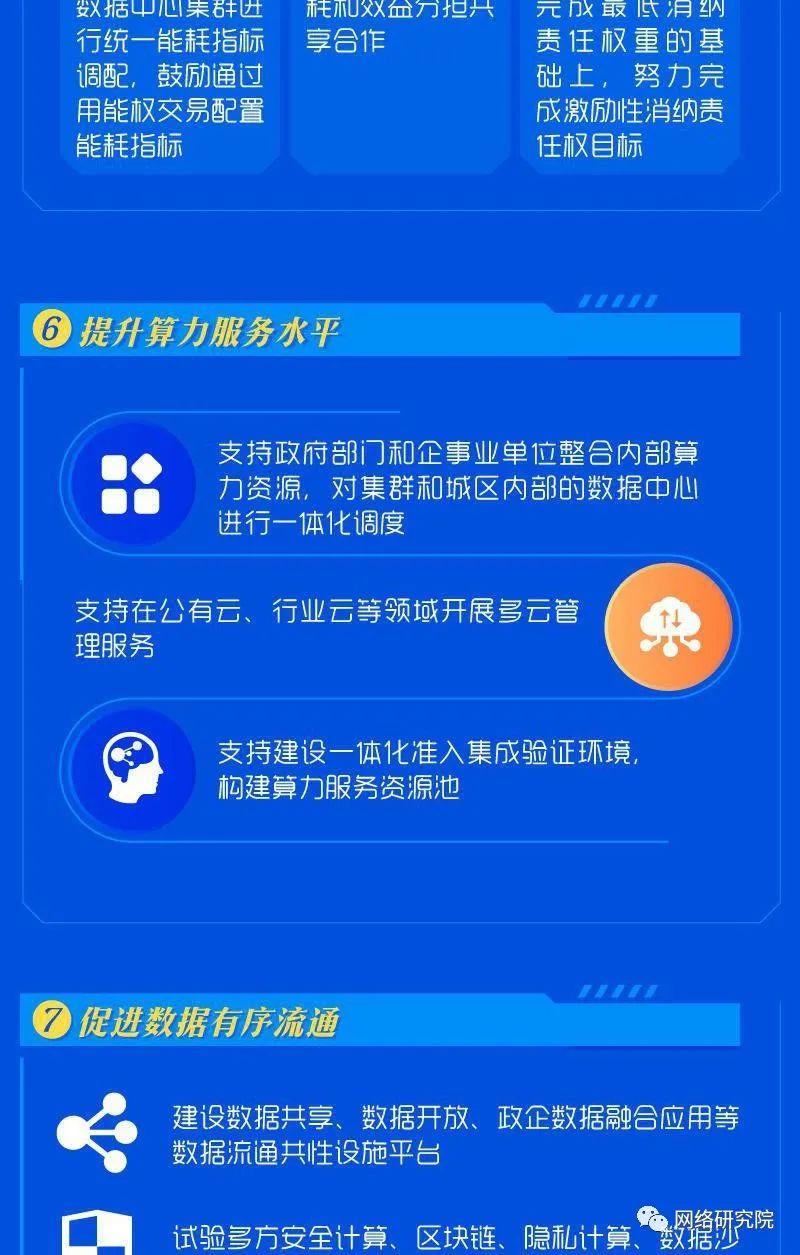 数据中心集群进
行统一能耗指标
调配，鼓励通过
用能权交易配置
能耗指标
耗和效益分担共
享合作
完成最低消纳
责任权重的基
础上，努力完
成激励性消纳责
任权目标
6 提升算力服务水平
支持政府部门和企事业单位整合内部算
力资源，对集群和城区内部的数据中心
进行一体化调度
支持在公有云、行业云等领域开展多云管
理服务
支持建设一体化准入集成验证环境，
构建算力服务资源池
7 促进数据有序流通
建设数据共享、数据开放、政企数据融合应用等
数据流通共性设施平台
试验多方安全计算、区块链、隐私计算、数据沙
网络研究院